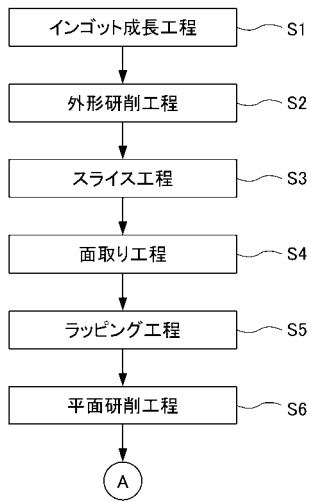 インゴット成長工程 S1
外形研削工程 S2
スライス工程 S3
面取り工程 S4
ラッピング工程 S5
平面研削工程 S6
A